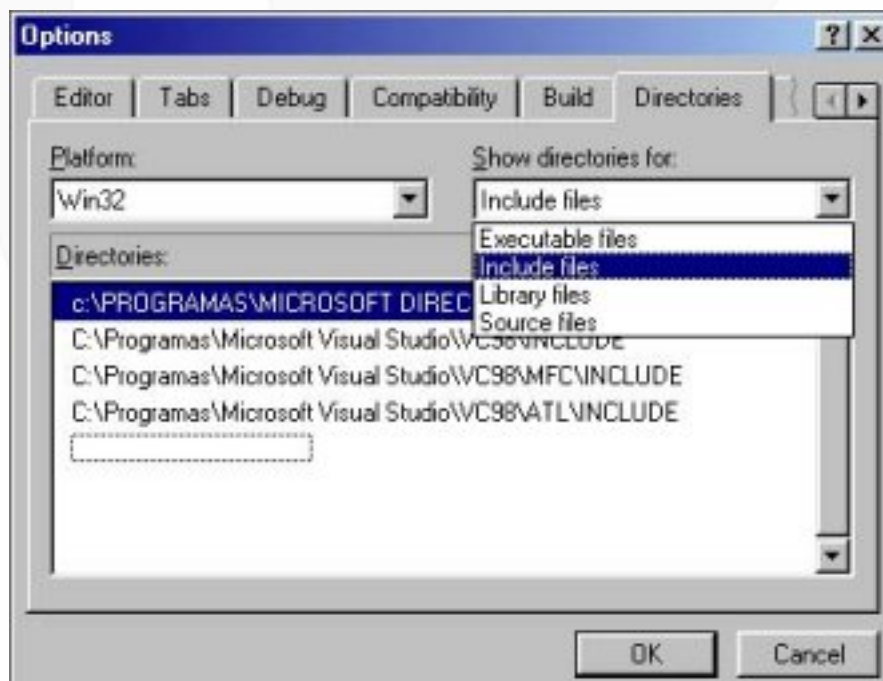 Options
Editor Tabs Debug Compatibility Build Directories
Platform: Show directories for:
Win32 Include files
Executable files
Include files
Library files
Source files
Directories:
c:\PROGRAMAS\MICROSOFT DIREC
C:\Programas\Microsoft Visual Studio\VC98\INCLUDE
C:\Programas\Microsoft Visual Studio\VC98\MFC\INCLUDE
C:\Programas\Microsoft Visual Studio\VC98\ATL\INCLUDE
OK Cancel